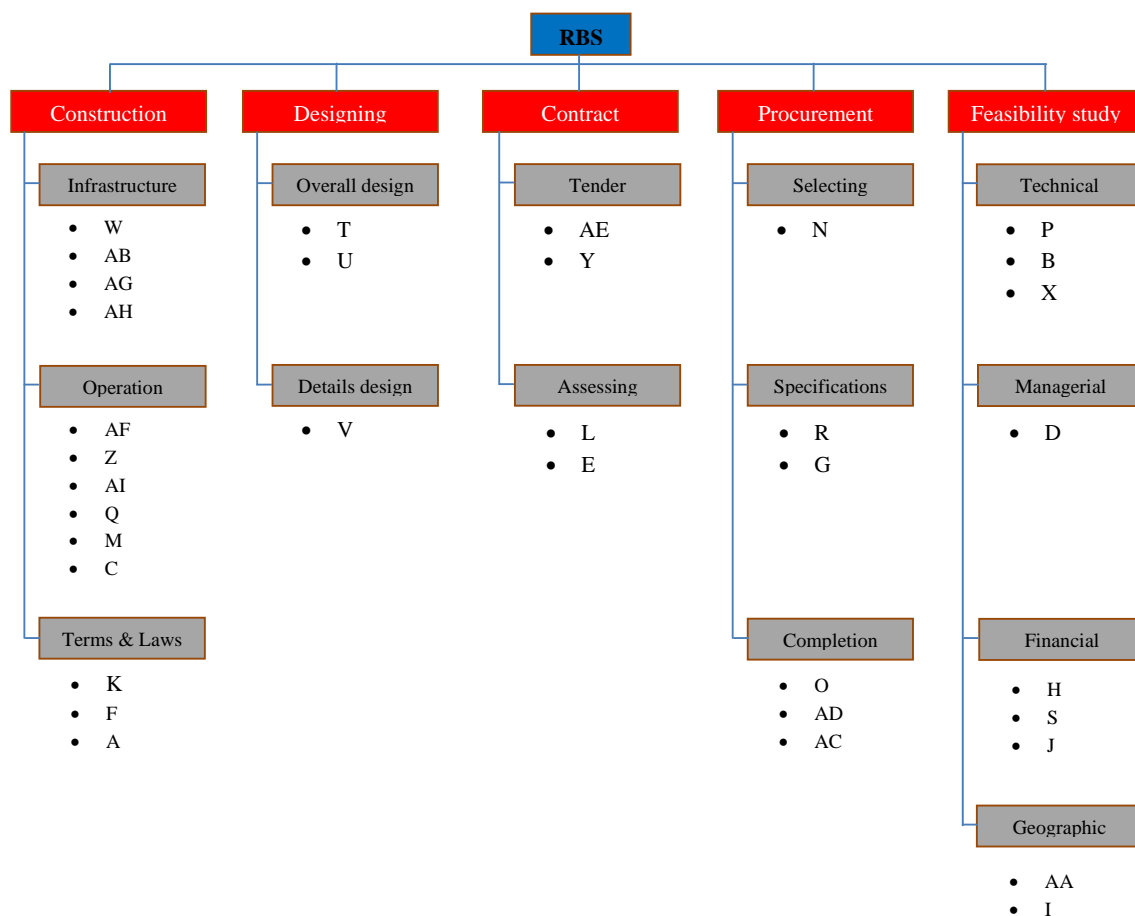 RBS
Construction
Designing
Contract
Procurement
Feasibility study
Infrastructure
• W
• AB
• AG
• AH
Operation
• AF
• Z
• AI
• Q
• M
• C
Terms & Laws
• K
• F
• A
Overall design
• T
• U
Details design
• V
Tender
• AE
• Y
Assessing
• L
• E
Selecting
• N
Specifications
• R
• G
Completion
• O
• AD
• AC
Technical
• P
• B
• X
Managerial
• D
Financial
• H
• S
• J
Geographic
• AA
• I